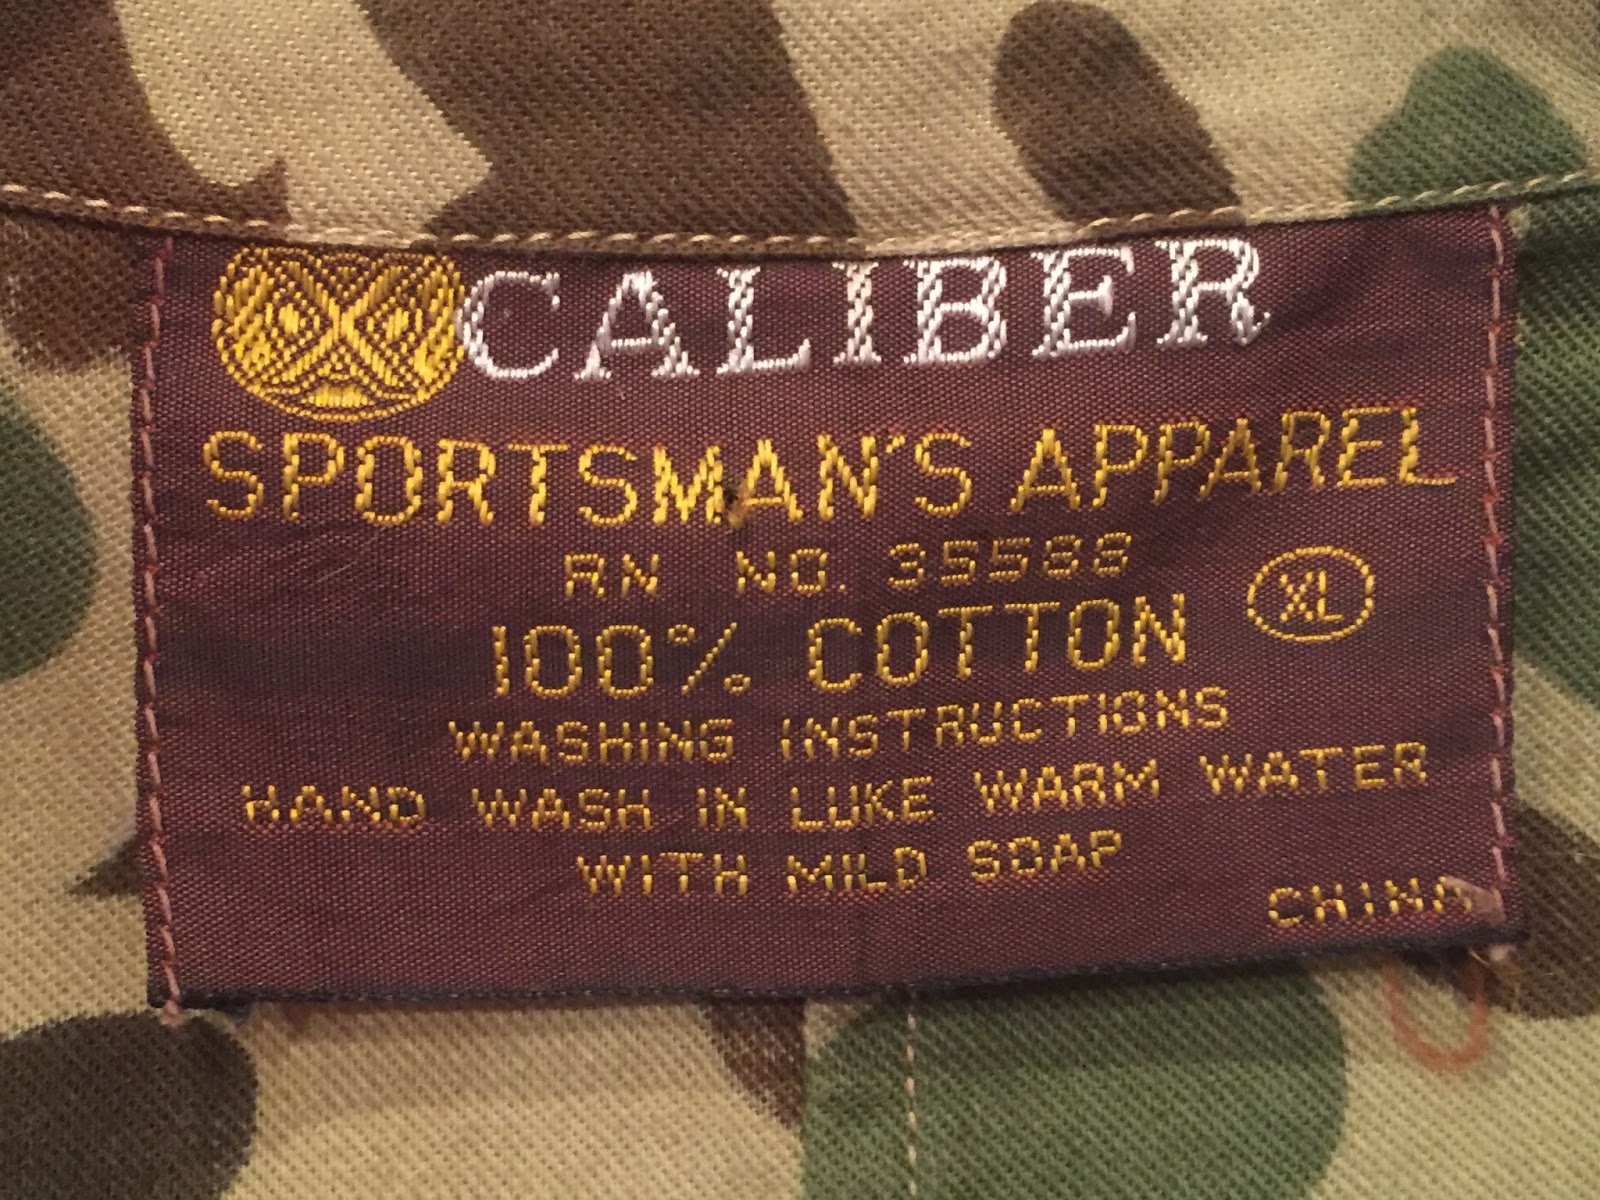 XCALIBER
SPORTSMAN'S APPAREL
RN NO. 35588
100% COTTON XL
WASHING INSTRUCTIONS
HAND WASH IN LUKE WARM WATER
WITH MILD SOAP
CHINA